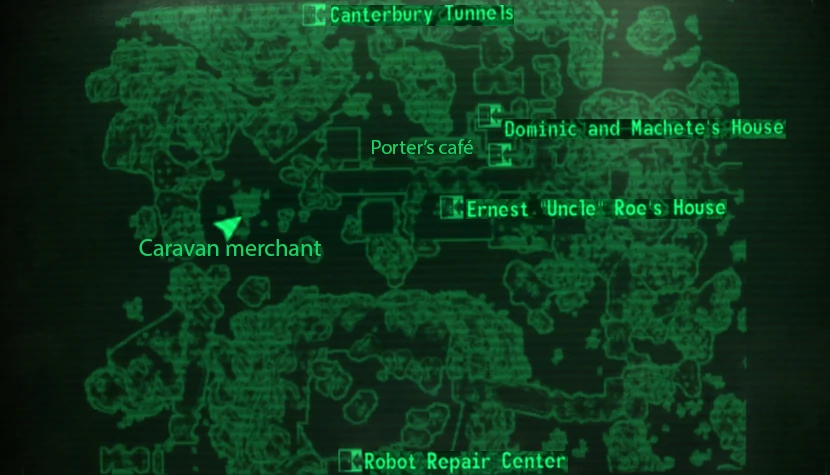 Canterbury Tunnels
Dominic and Machete's House
Porter's café
Ernest "Uncle" Roe's House
Caravan merchant
Robot Repair Center